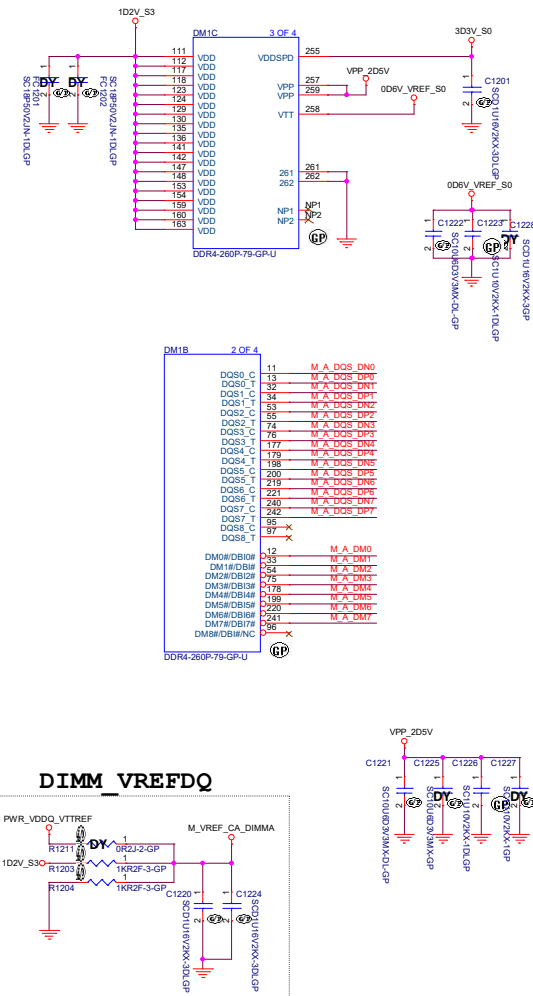 1D2V_S3
DM1C 3 OF 4
111 VDD
112 VDD
117 VDD
118 VDD
123 VDD
124 VDD
129 VDD
130 VDD
135 VDD
136 VDD
141 VDD
142 VDD
147 VDD
148 VDD
153 VDD
154 VDD
159 VDD
160 VDD
163 VDD
VDDSPD 255
VPP 257
VPP 259
VTT 258
261 261
262 262
NP1 NP1
NP2 NP2
DDR4-260P-79-GP-U
GP
3D3V_S0
VPP_2D5V
0D6V_VREF_S0
1
2
C1201
SCD1U16V2KX-3DLGP
DY
FC1201
SC18P50V2JN-1DLGP
DY
FC1202
SC18P50V2JN-1DLGP
0D6V_VREF_S0
C1222
SC10U6D3V3MX-DL-GP
C1223
SC1U10V2KX-1DLGP
GP
C1228
DY
SCD1U16V2KX-3GP
DM1B 2 OF 4
DQS0_C 11 M_A_DQS_DN0
DQS0_T 13 M_A_DQS_DP0
DQS1_C 32 M_A_DQS_DN1
DQS1_T 34 M_A_DQS_DP1
DQS2_C 53 M_A_DQS_DN2
DQS2_T 55 M_A_DQS_DP2
DQS3_C 74 M_A_DQS_DN3
DQS3_T 76 M_A_DQS_DP3
DQS4_C 177 M_A_DQS_DN4
DQS4_T 179 M_A_DQS_DP4
DQS5_C 198 M_A_DQS_DN5
DQS5_T 200 M_A_DQS_DP5
DQS6_C 219 M_A_DQS_DN6
DQS6_T 221 M_A_DQS_DP6
DQS7_C 240 M_A_DQS_DN7
DQS7_T 242 M_A_DQS_DP7
DQS8_C 95
DQS8_T 97
DM0#/DBI0# 12 M_A_DM0
DM1#/DBI# 33 M_A_DM1
DM2#/DBI2# 54 M_A_DM2
DM3#/DBI3# 75 M_A_DM3
DM4#/DBI4# 178 M_A_DM4
DM5#/DBI5# 199 M_A_DM5
DM6#/DBI6# 220 M_A_DM6
DM7#/DBI7# 241 M_A_DM7
DM8#/DBI#/NC 96
DDR4-260P-79-GP-U
GP
VPP_2D5V
C1221
SC10U6D3V3MX-DL-GP
C1225
DY
SC10U6D3V3MX-GP
C1226
SC1U10V2KX-1DLGP
GP
C1227
DY
DIMM_VREFDQ
PWR_VDDQ_VTTREF
R1211 DY 1 0R2J-2-GP
1D2V_S3
R1203 1 1KR2F-3-GP
R1204 1 1KR2F-3-GP
M_VREF_CA_DIMMA
C1220
SCD1U16V2KX-3DLGP
C1224
SCD1U16V2KX-3DLGP